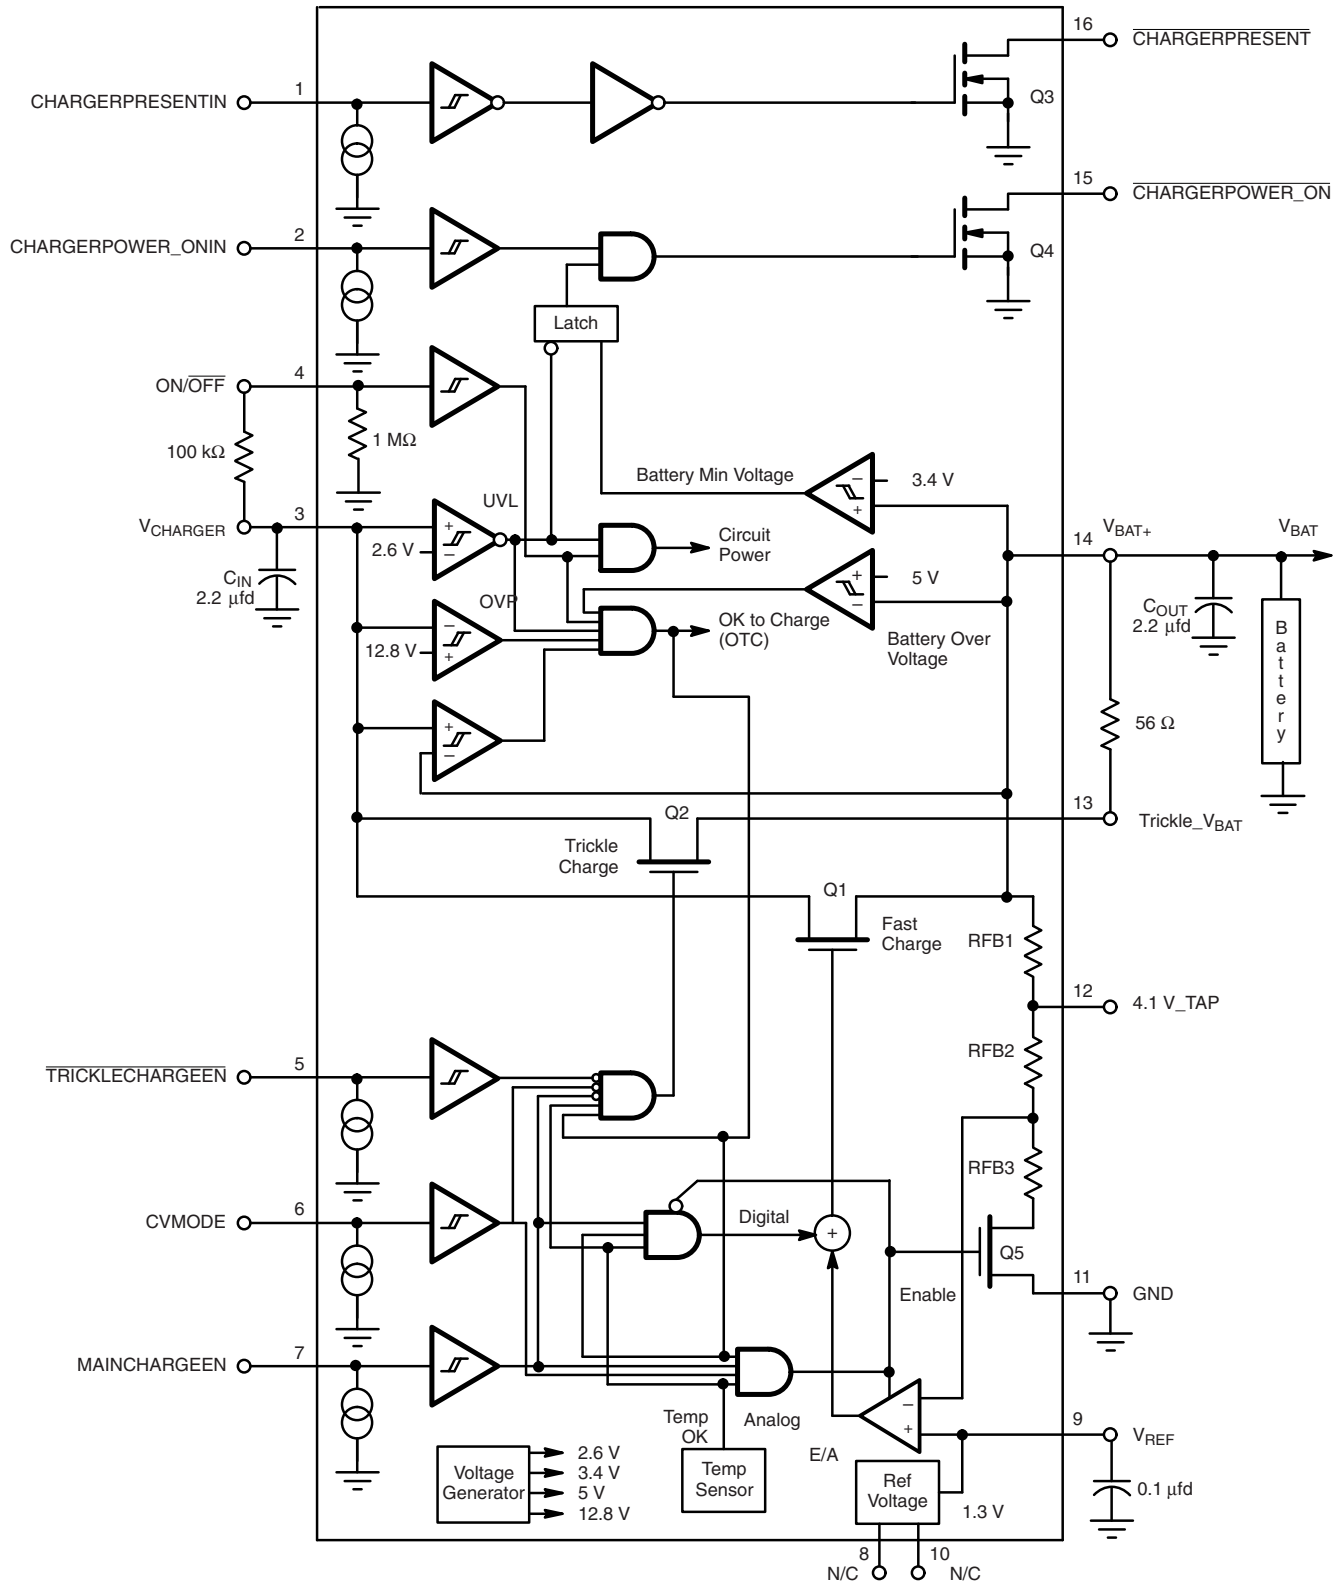 16
CHARGERPRESENT
CHARGERPRESENTIN
1
Q3
15
CHARGERPOWER_ON
CHARGERPOWER_ONIN
2
Q4
Latch
ON/OFF
4
100 kΩ
1 MΩ
Battery Min Voltage
−
+
3.4 V
UVL
VCHARGER
3
+
−
2.6 V
Circuit
Power
14
VBAT+
VBAT
CIN
2.2 μfd
+
−
5 V
OVP
−
+
12.8 V
OK to Charge
(OTC)
Battery Over
Voltage
COUT
2.2 μfd
Battery
+
−
56 Ω
Q2
13
Trickle_VBAT
Trickle
Charge
Q1
Fast
Charge
RFB1
12
4.1 V_TAP
RFB2
TRICKLECHARGEEN
5
RFB3
CVMODE
6
Digital
+
Q5
Enable
11
GND
MAINCHARGEEN
7
Temp
OK
Analog
−
+
E/A
9
VREF
Voltage
Generator
2.6 V
3.4 V
5 V
12.8 V
Temp
Sensor
Ref
Voltage
1.3 V
0.1 μfd
8
10
N/C
N/C